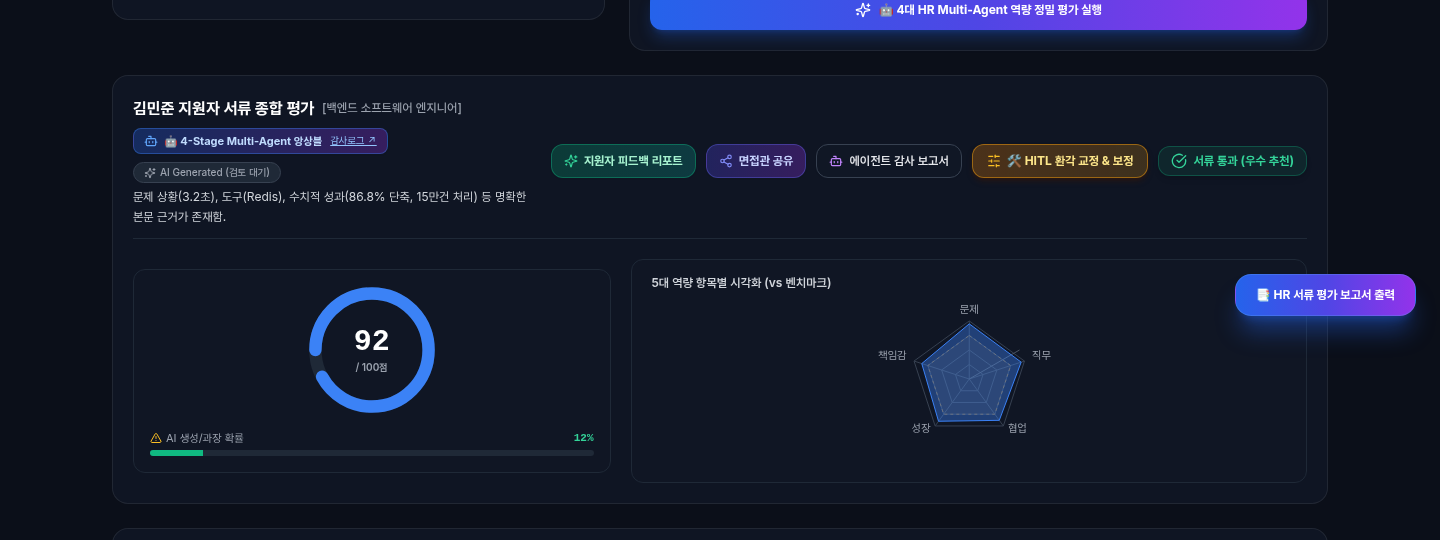 🤖 4대 HR Multi-Agent 역량 정밀 평가 실행
김민준 지원자 서류 종합 평가 [백엔드 소프트웨어 엔지니어]
🤖 4-Stage Multi-Agent 앙상블 감사로그 ↗
AI Generated (검토 대기)
문제 상황(3.2초), 도구(Redis), 수치적 성과(86.8% 단축, 15만건 처리) 등 명확한
본문 근거가 존재함.
지원자 피드백 리포트
면접관 공유
🤖 에이전트 감사 보고서
🛠️ HITL 환각 교정 & 보정
서류 통과 (우수 추천)
92
/ 100점
AI 생성/과장 확률 12%
5대 역량 항목별 시각화 (vs 벤치마크)
문제
직무
협업
성장
책임감
📑 HR 서류 평가 보고서 출력